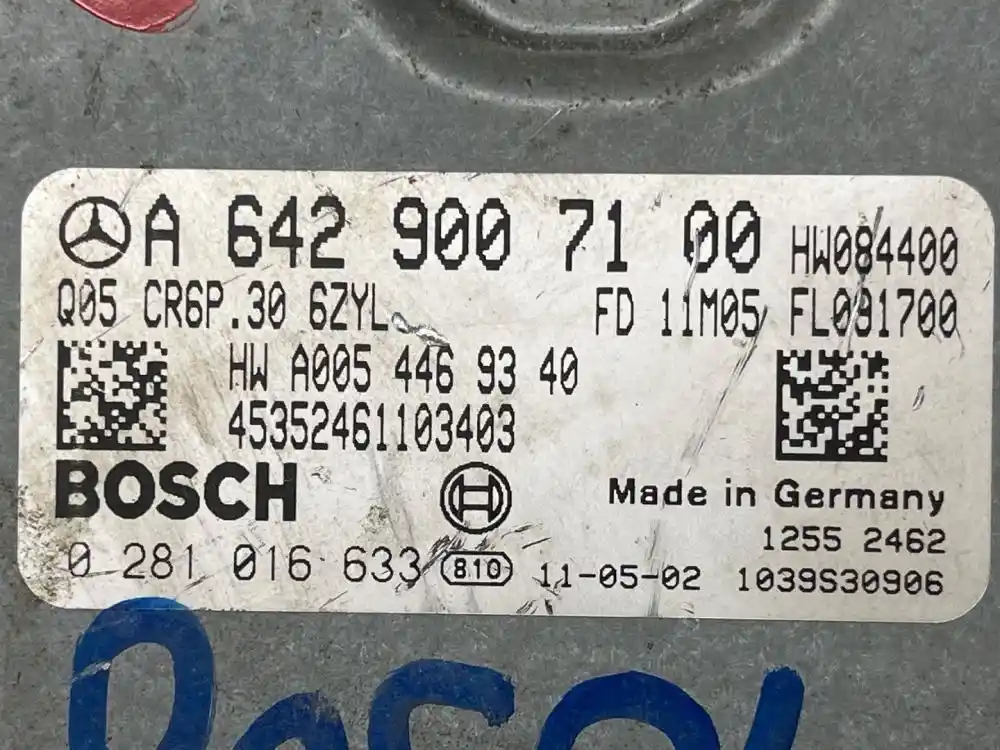 A 642 900 71 00 HW084400
Q05 CR6P.30 6ZYL FD 11M05 FL091700
HW A005 446 93 40
45352461103403
BOSCH
Made in Germany
1255 2462
0 281 016 633 810 11-05-02 1039S30906